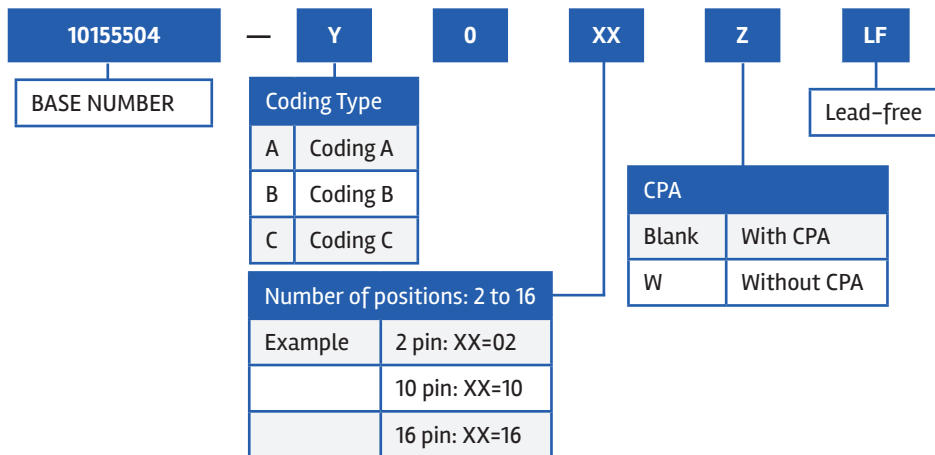 10155504 — Y 0 XX Z LF
BASE NUMBER
Coding Type
A Coding A
B Coding B
C Coding C
Lead-free
CPA
Blank With CPA
W Without CPA
Number of positions: 2 to 16
Example 2 pin: XX=02
10 pin: XX=10
16 pin: XX=16